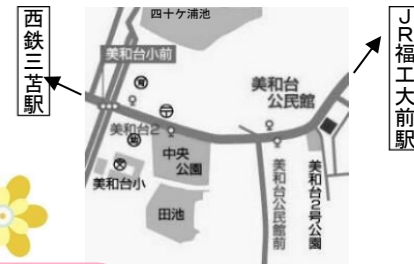 西鉄三苫駅
四十ケ浦池
JR福工大前駅
美和台小前
美和台
公民館
美和台2
中央
公園
美和台小
田池
美和台公民館前
美和台2号公園